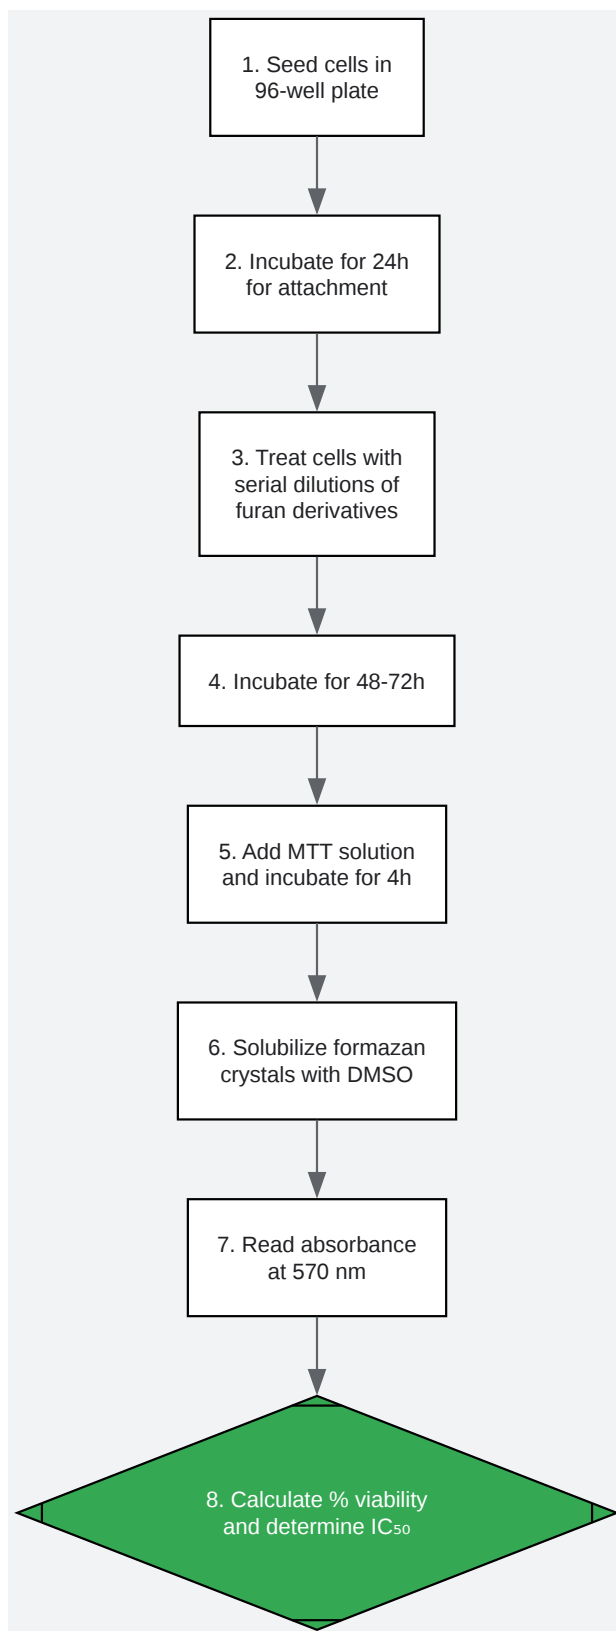 1. Seed cells in
96-well plate
2. Incubate for 24h
for attachment
3. Treat cells with
serial dilutions of
furan derivatives
4. Incubate for 48-72h
5. Add MTT solution
and incubate for 4h
6. Solubilize formazan
crystals with DMSO
7. Read absorbance
at 570 nm
8. Calculate % viability
and determine IC₅₀